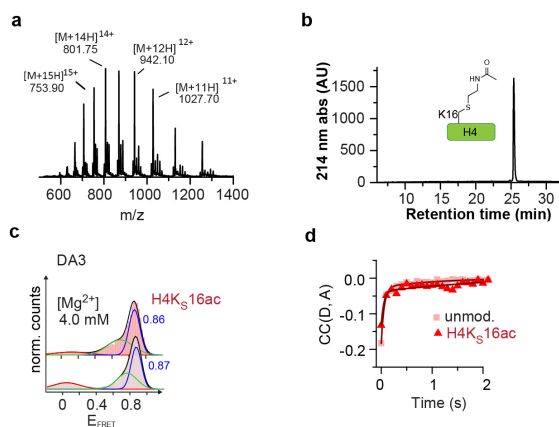 a
[M+14H]14+
801.75
[M+12H]12+
942.10
[M+15H]15+
753.90
[M+11H]11+
1027.70
600 800 1000 1200 1400
m/z
b
214 nm abs (AU)
1500
1000
500
0
O
HN
S
K16
H4
10 15 20 25 30
Retention time (min)
c
DA3
[Mg2+]
4.0 mM
H4KS16ac
0.86
0.87
norm. counts
0 0.4 0.8
EFRET
d
CC(D, A)
0.0
-0.1
-0.2
unmod.
H4KS16ac
0 1 2
Time (s)